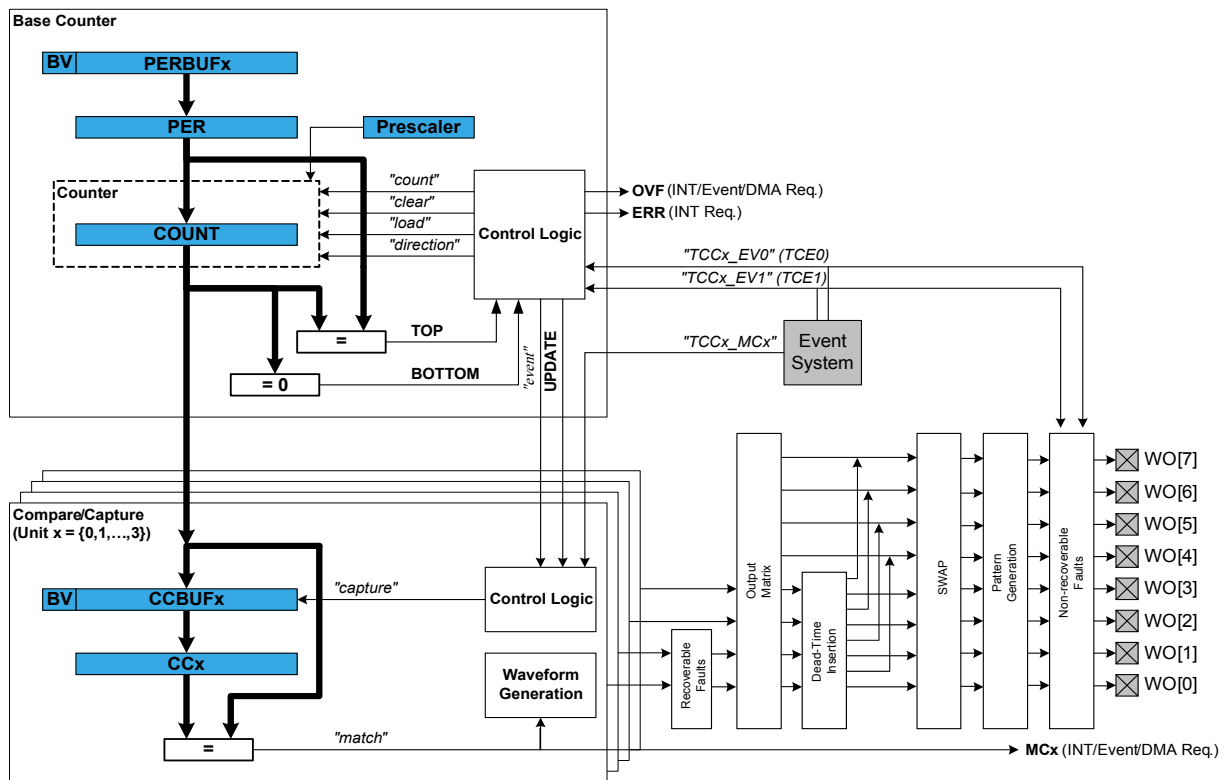 Base Counter
BV PERBUFx
PER
Prescaler
Counter
COUNT
"count"
"clear"
"load"
"direction"
Control Logic
OVF (INT/Event/DMA Req.)
ERR (INT Req.)
"TCCx_EV0" (TCE0)
"TCCx_EV1" (TCE1)
"TCCx_MCx"
Event
System
=
TOP
= 0
BOTTOM
"event"
UPDATE
Compare/Capture
(Unit x = {0,1,…,3})
BV CCBUFx
"capture"
Control Logic
CCx
Waveform
Generation
=
"match"
Recoverable
Faults
Output
Matrix
Dead-Time
Insertion
SWAP
Pattern
Generation
Non-recoverable
Faults
WO[7]
WO[6]
WO[5]
WO[4]
WO[3]
WO[2]
WO[1]
WO[0]
MCx (INT/Event/DMA Req.)